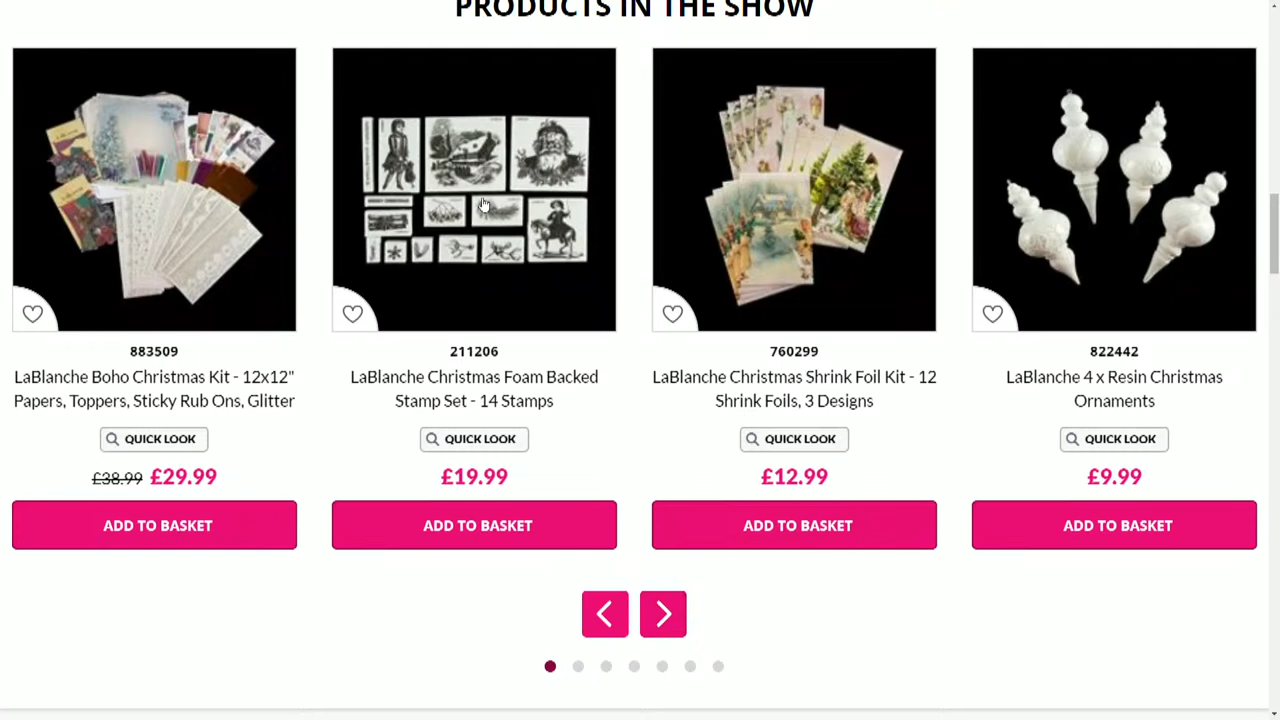 PRODUCTS IN THE SHOW
883509
LaBlanche Boho Christmas Kit - 12x12"
Papers, Toppers, Sticky Rub Ons, Glitter
QUICK LOOK
£38.99 £29.99
ADD TO BASKET
211206
LaBlanche Christmas Foam Backed
Stamp Set - 14 Stamps
QUICK LOOK
£19.99
ADD TO BASKET
760299
LaBlanche Christmas Shrink Foil Kit - 12
Shrink Foils, 3 Designs
QUICK LOOK
£12.99
ADD TO BASKET
822442
LaBlanche 4 x Resin Christmas
Ornaments
QUICK LOOK
£9.99
ADD TO BASKET